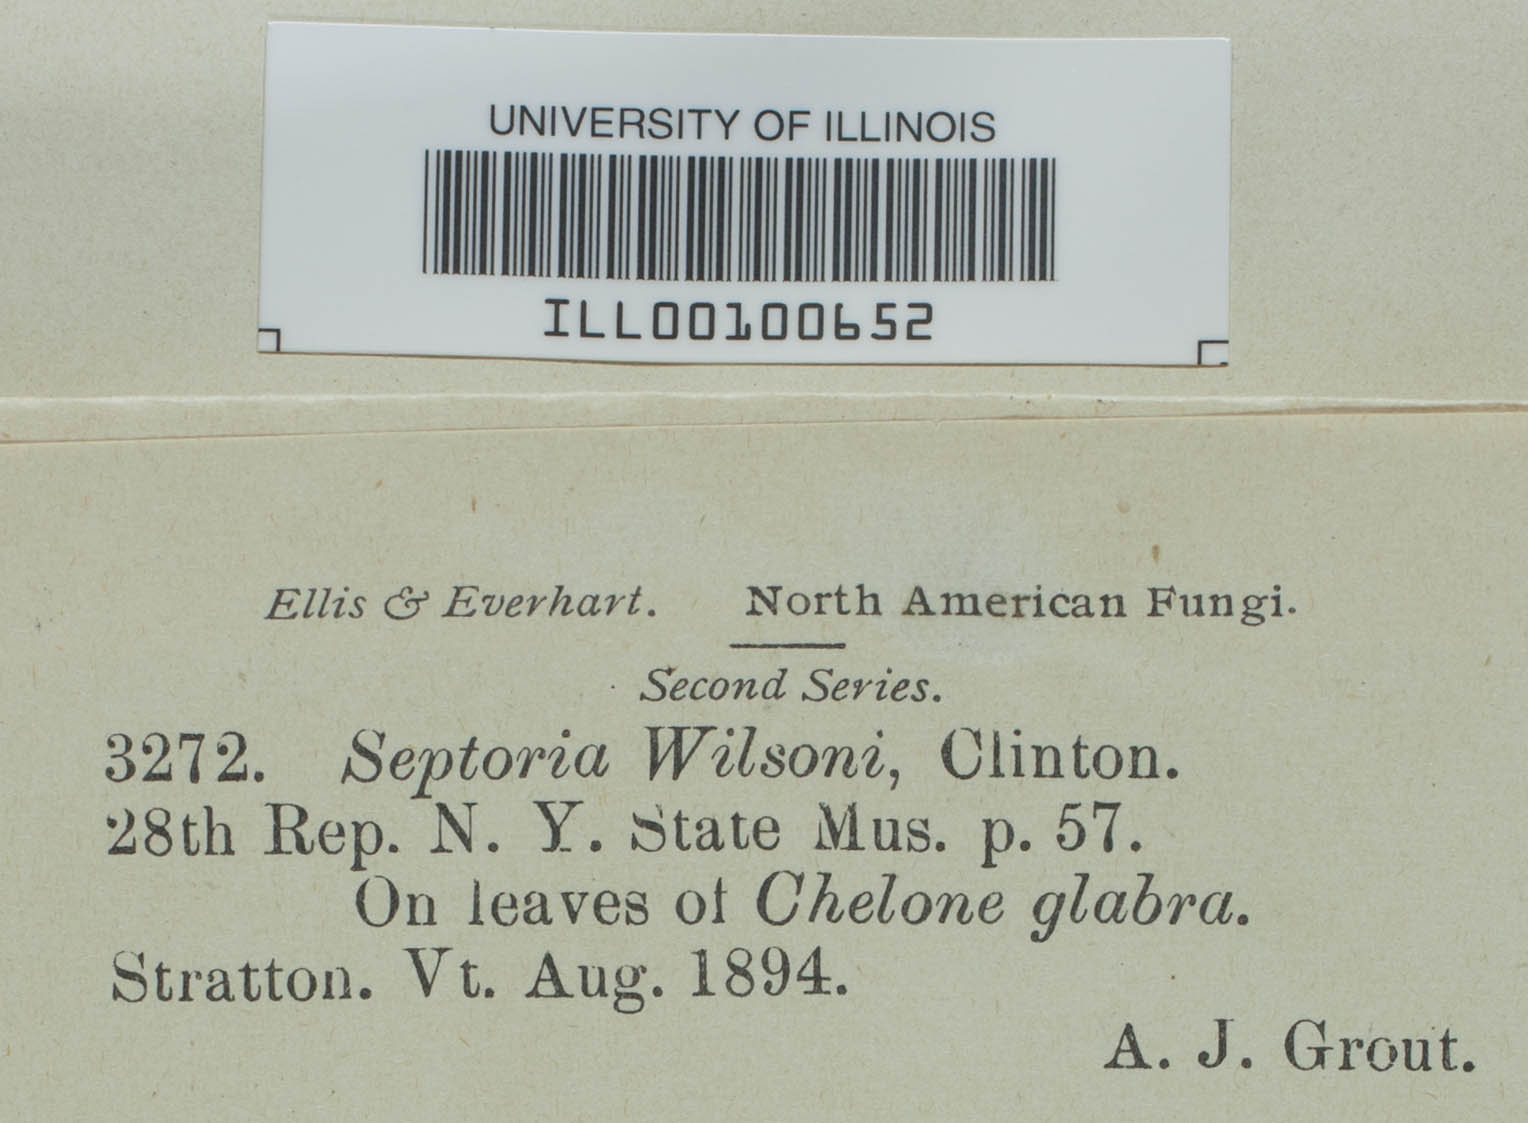 UNIVERSITY OF ILLINOIS
ILL00100652
Ellis & Everhart. North American Fungi.
Second Series.
3272. Septoria Wilsoni, Clinton.
28th Rep. N. Y. State Mus. p. 57.
On leaves of Chelone glabra.
Stratton. Vt. Aug. 1894.
A. J. Grout.